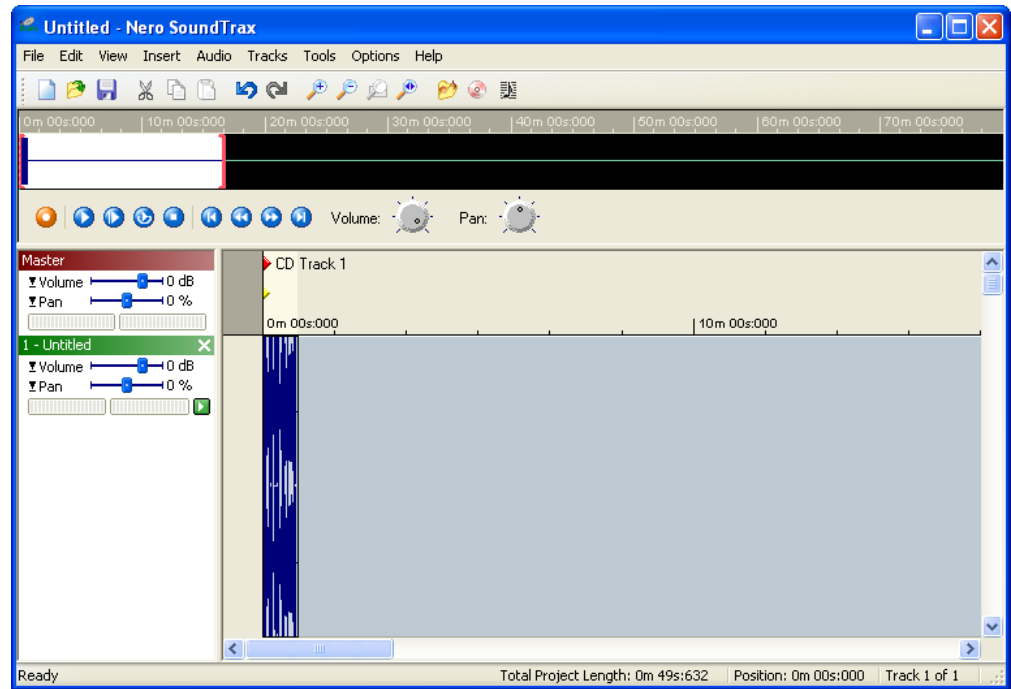 Untitled - Nero SoundTrax
File Edit View Insert Audio Tracks Tools Options Help
0m 00s:000 10m 00s:000 20m 00s:000 30m 00s:000 40m 00s:000 50m 00s:000 60m 00s:000 70m 00s:000
Volume: Pan:
Master
Volume 0 dB
Pan 0 %
CD Track 1
0m 00s:000 10m 00s:000
1 - Untitled
Volume 0 dB
Pan 0 %
Ready Total Project Length: 0m 49s:632 Position: 0m 00s:000 Track 1 of 1